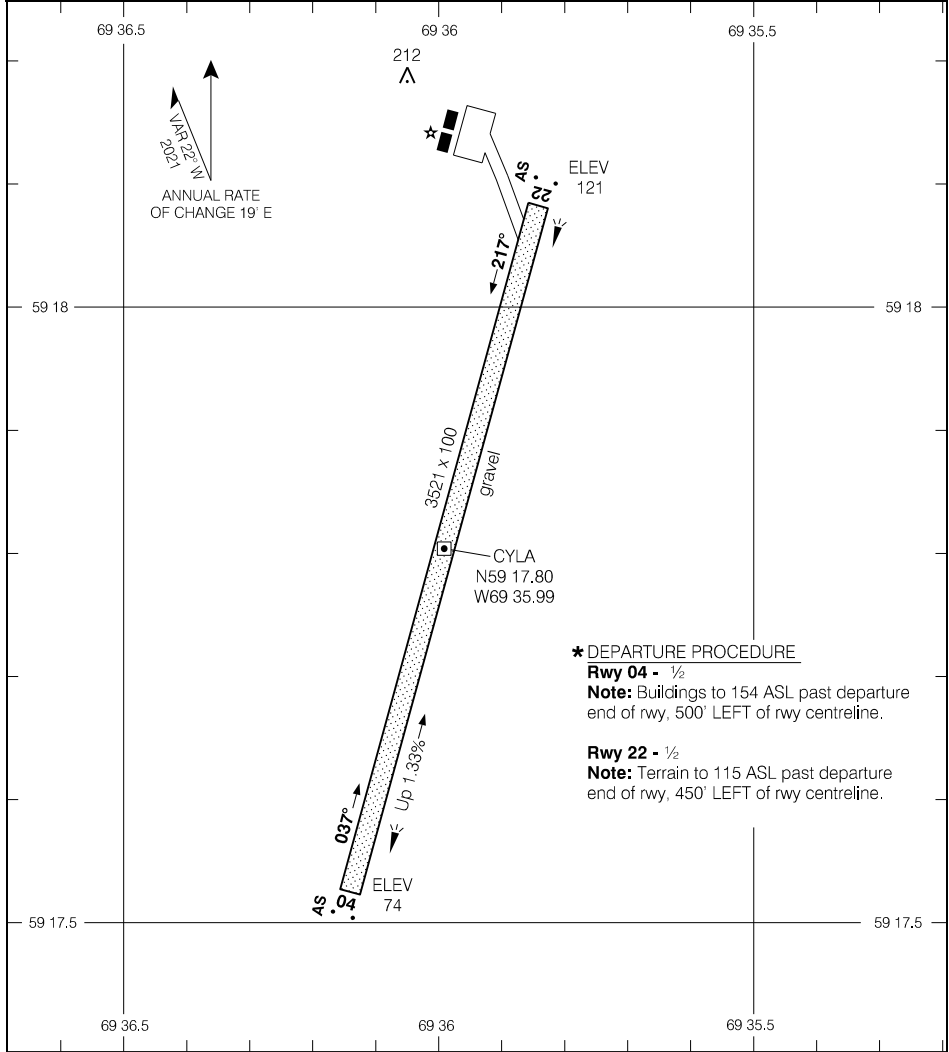 69 36.5
69 36
69 35.5
212
VAR 22° W
2021
ANNUAL RATE
OF CHANGE 19' E
AS
22
ELEV
121
217°
59 18
59 18
3521 x 100
gravel
CYLA
N59 17.80
W69 35.99
* DEPARTURE PROCEDURE
Rwy 04 - ½
Note: Buildings to 154 ASL past departure
end of rwy, 500' LEFT of rwy centreline.
Rwy 22 - ½
Note: Terrain to 115 ASL past departure
end of rwy, 450' LEFT of rwy centreline.
Up 1.33%
037°
ELEV
74
AS
04
59 17.5
59 17.5
69 36.5
69 36
69 35.5